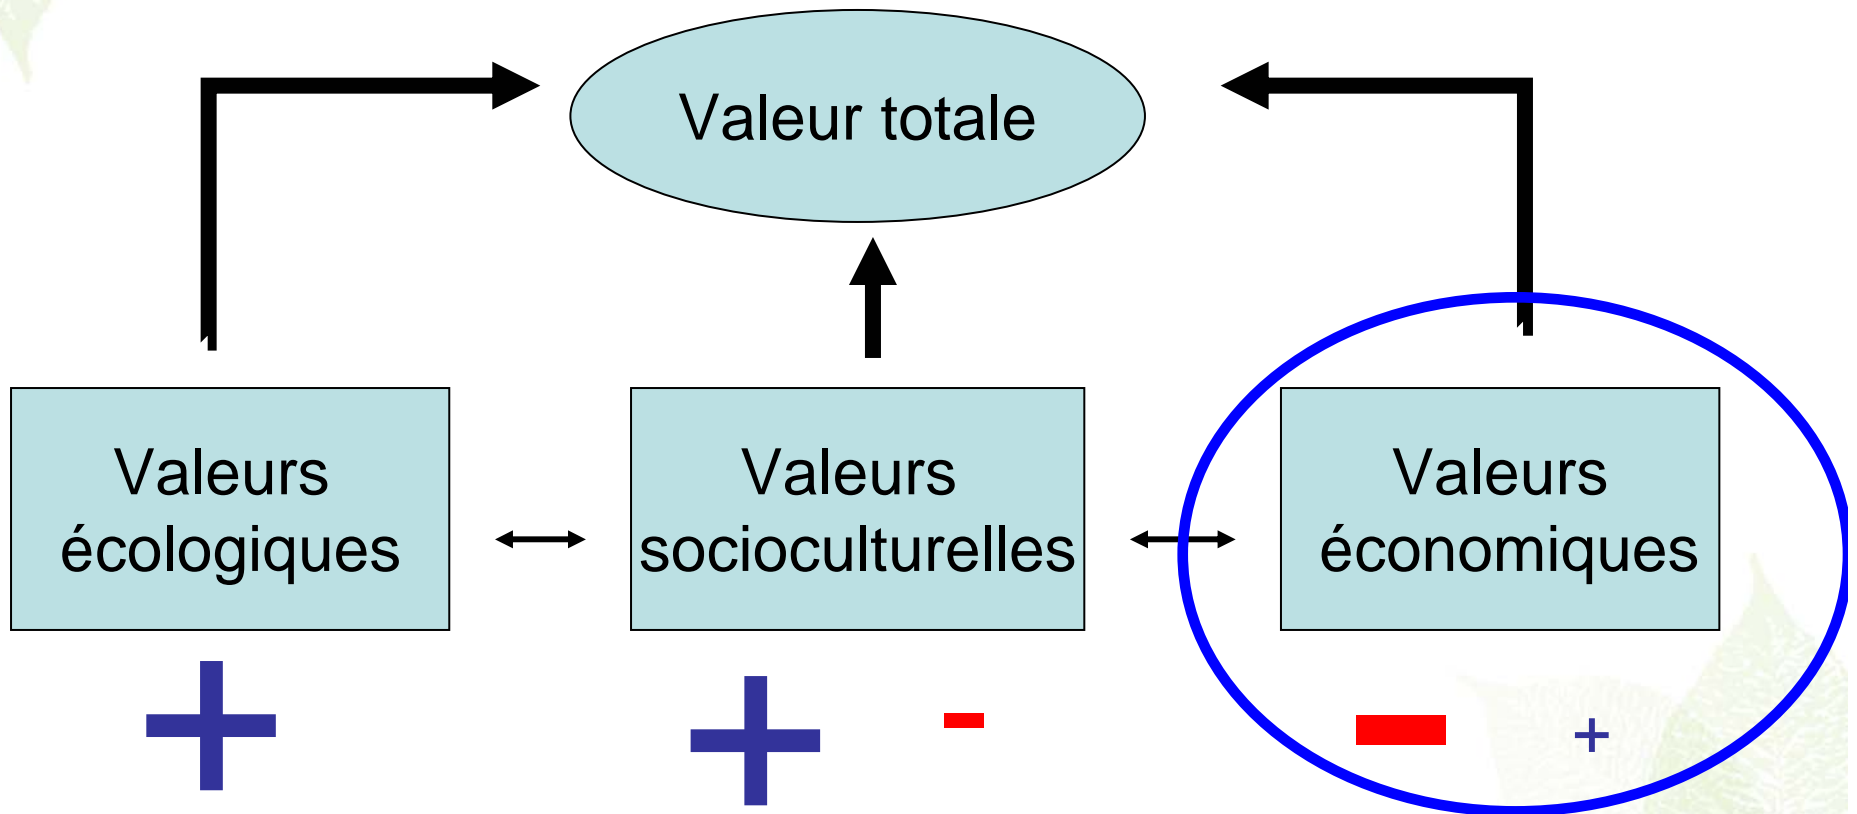 Valeur totale
Valeurs
écologiques
Valeurs
socioculturelles
Valeurs
économiques
+
+ -
- +